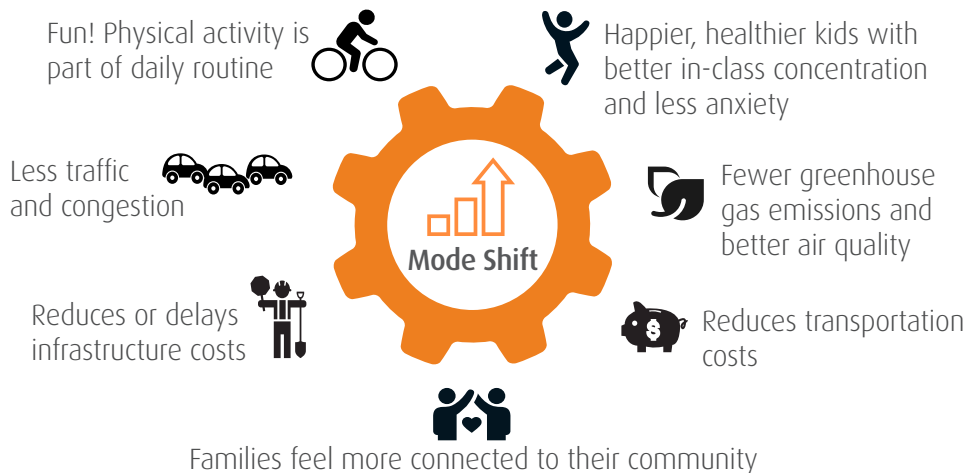 Fun! Physical activity is
part of daily routine
Happier, healthier kids with
better in-class concentration
and less anxiety
Less traffic
and congestion
Fewer greenhouse
gas emissions and
better air quality
Mode Shift
Reduces or delays
infrastructure costs
$
Reduces transportation
costs
Families feel more connected to their community